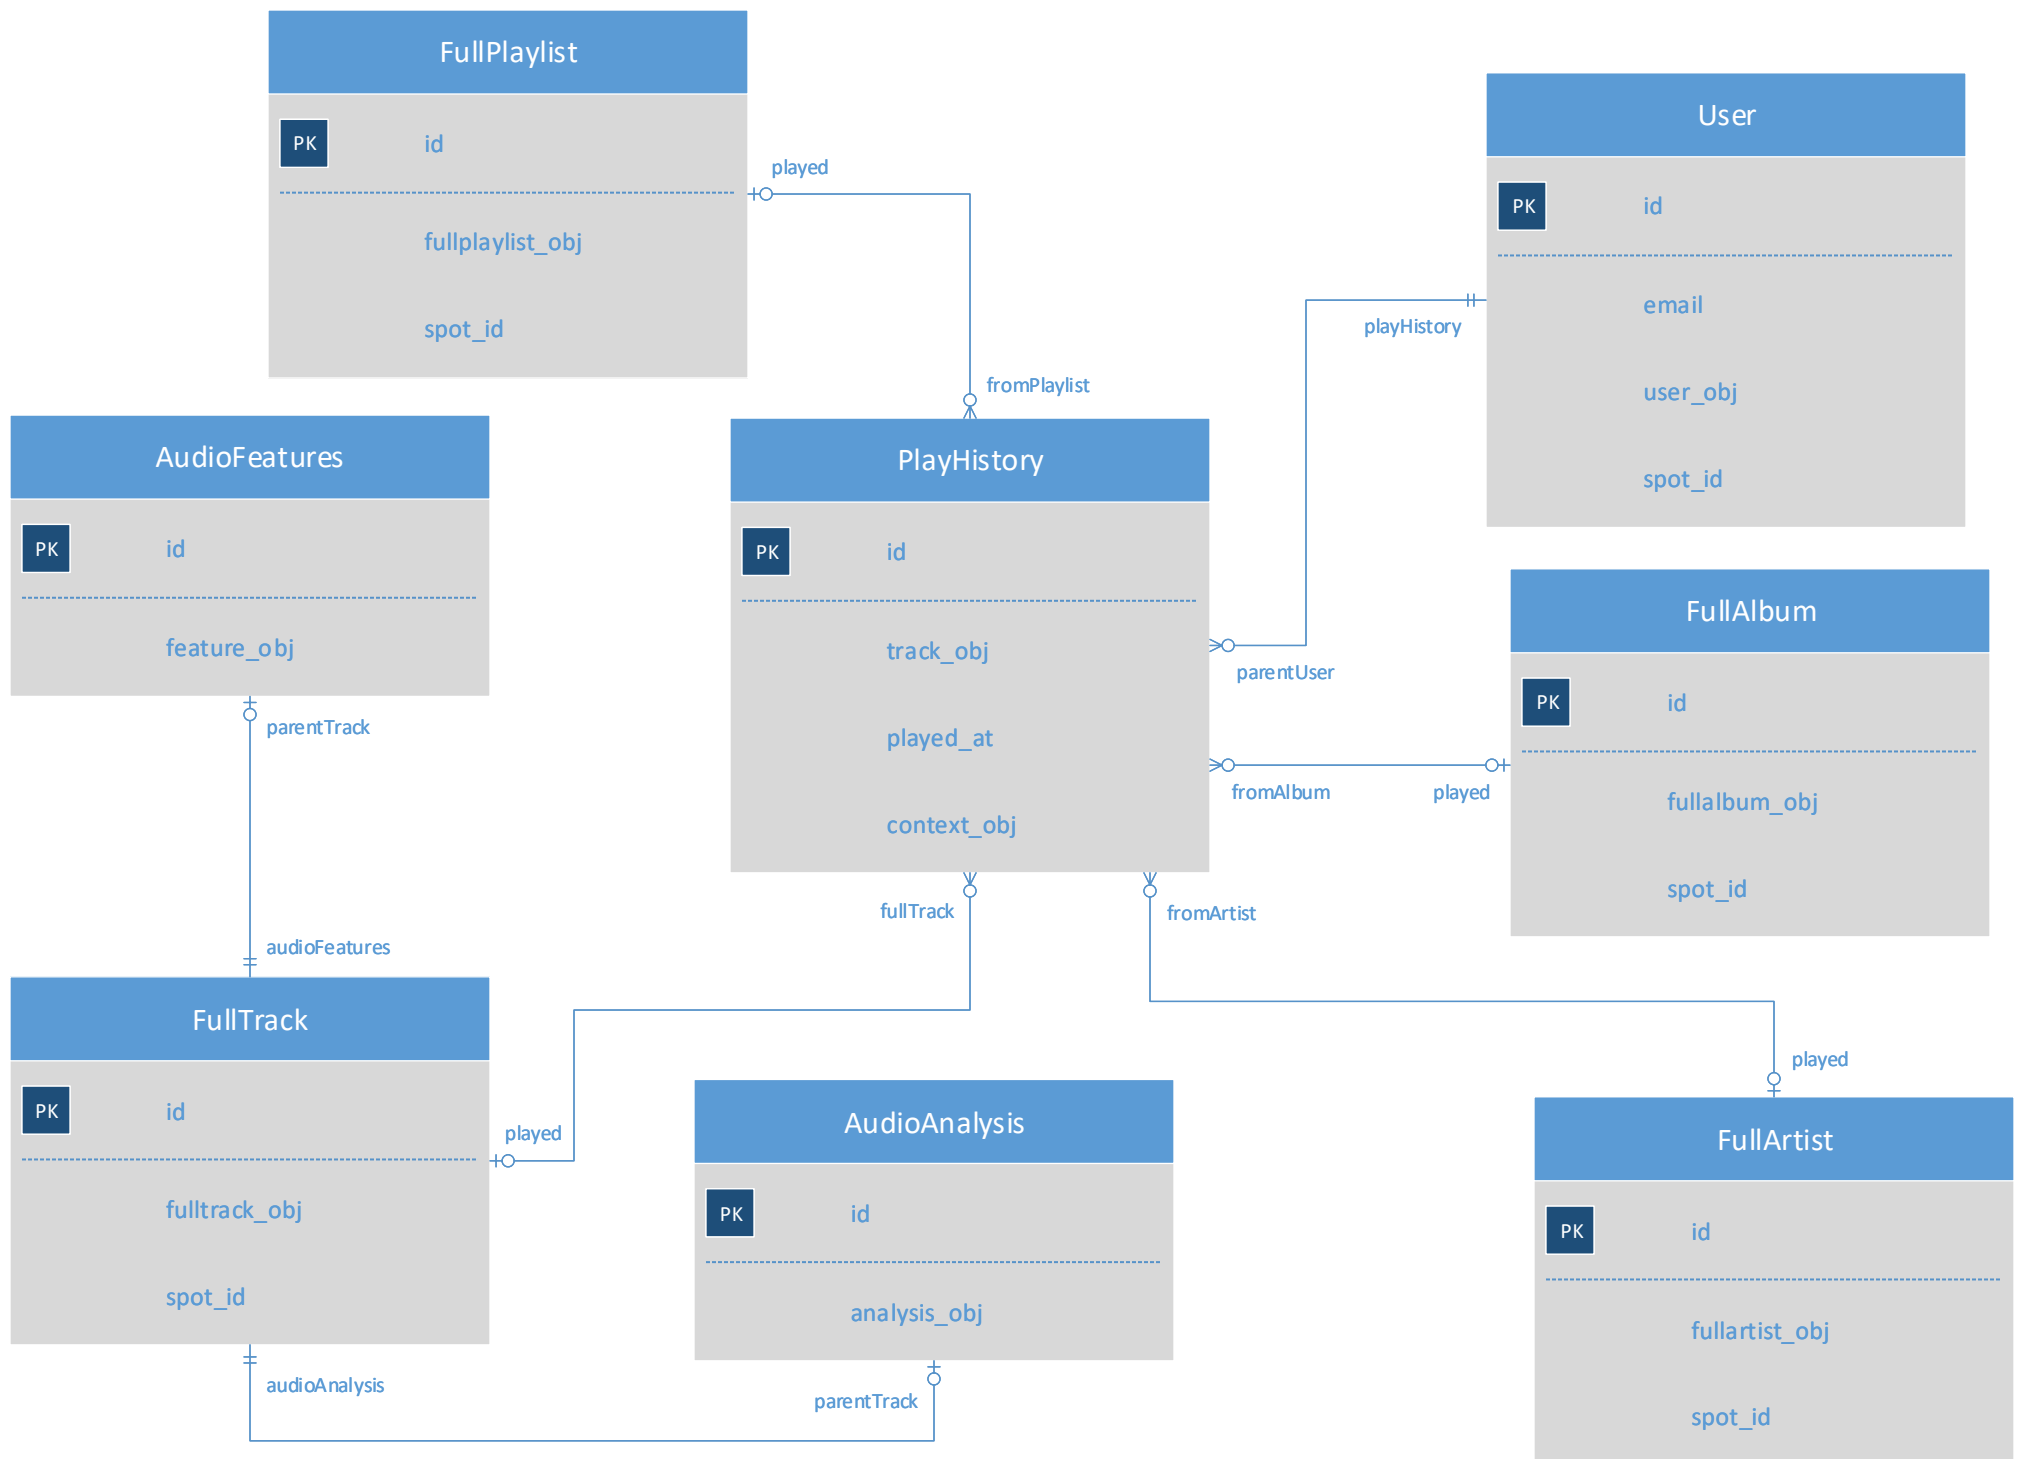 FullPlaylist
PK id
fullplaylist_obj
spot_id
played
fromPlaylist
User
PK id
email
user_obj
spot_id
playHistory
parentUser
AudioFeatures
PK id
feature_obj
parentTrack
audioFeatures
PlayHistory
PK id
track_obj
played_at
context_obj
fullTrack
fromArtist
fromAlbum
played
FullAlbum
PK id
fullalbum_obj
spot_id
FullTrack
PK id
fulltrack_obj
spot_id
played
audioAnalysis
AudioAnalysis
PK id
analysis_obj
parentTrack
played
FullArtist
PK id
fullartist_obj
spot_id